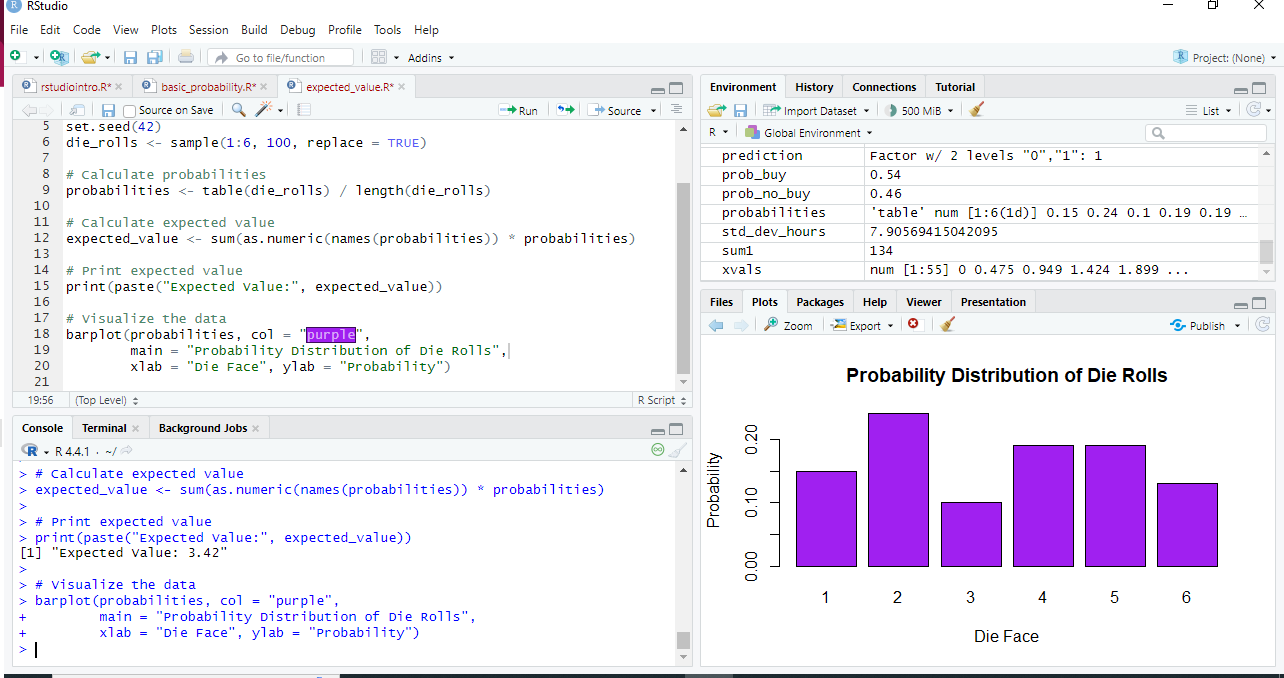 RStudio
File Edit Code View Plots Session Build Debug Profile Tools Help
Go to file/function Addins Project: (None)
rstudiointro.R* basic_probability.R* expected_value.R*
Source on Save Run Source
5 set.seed(42)
6 die_rolls <- sample(1:6, 100, replace = TRUE)
7
8 # Calculate probabilities
9 probabilities <- table(die_rolls) / length(die_rolls)
10
11 # Calculate expected value
12 expected_value <- sum(as.numeric(names(probabilities)) * probabilities)
13
14 # Print expected value
15 print(paste("Expected Value:", expected_value))
16
17 # Visualize the data
18 barplot(probabilities, col = "purple",
19 main = "Probability Distribution of Die Rolls",
20 xlab = "Die Face", ylab = "Probability")
21
19:56 (Top Level) R Script
Console Terminal Background Jobs
R R 4.4.1 · ~/
> # Calculate expected value
> expected_value <- sum(as.numeric(names(probabilities)) * probabilities)
>
> # Print expected value
> print(paste("Expected Value:", expected_value))
[1] "Expected Value: 3.42"
>
> # Visualize the data
> barplot(probabilities, col = "purple",
+ main = "Probability Distribution of Die Rolls",
+ xlab = "Die Face", ylab = "Probability")
>
Environment History Connections Tutorial
Import Dataset 500 MiB List
R Global Environment
prediction Factor w/ 2 levels "0","1": 1
prob_buy 0.54
prob_no_buy 0.46
probabilities 'table' num [1:6(1d)] 0.15 0.24 0.1 0.19 0.19 …
std_dev_hours 7.90569415042095
sum1 134
xvals num [1:55] 0 0.475 0.949 1.424 1.899 ...
Files Plots Packages Help Viewer Presentation
Zoom Export Publish
Probability Distribution of Die Rolls
Probability
0.20
0.10
0.00
1 2 3 4 5 6
Die Face